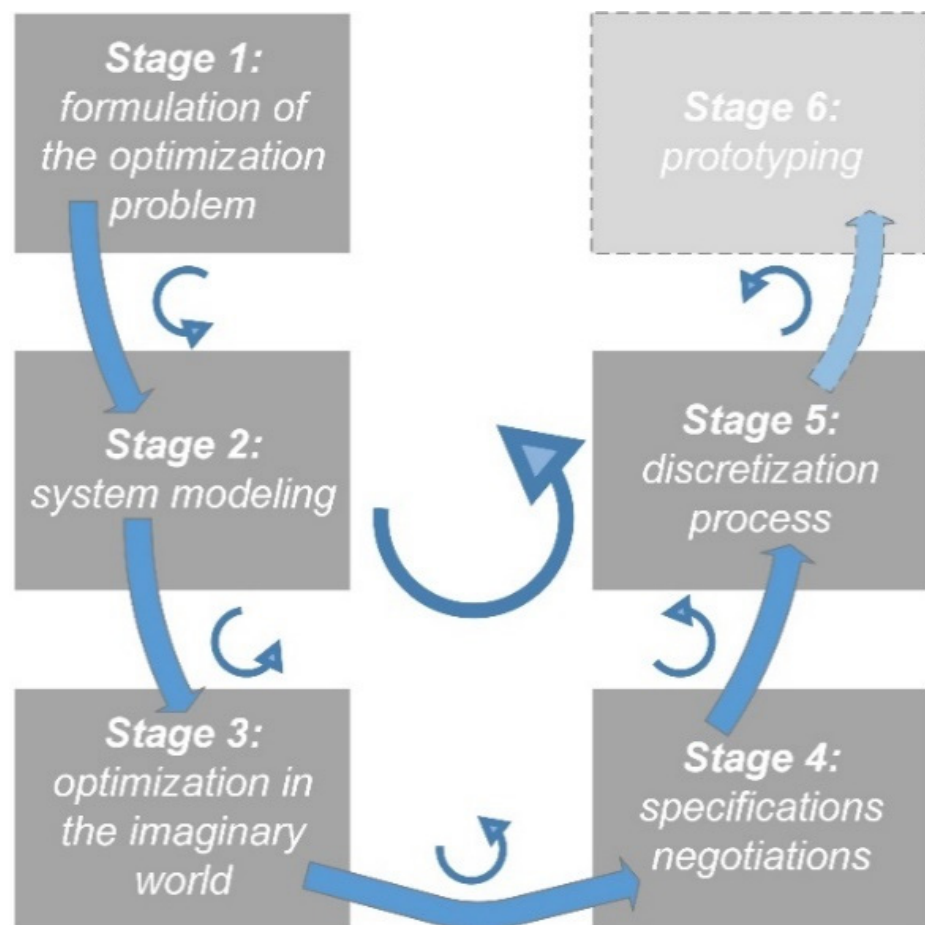 Stage 1:
formulation of
the optimization
problem
Stage 2:
system modeling
Stage 3:
optimization in
the imaginary
world
Stage 4:
specifications
negotiations
Stage 5:
discretization
process
Stage 6:
prototyping